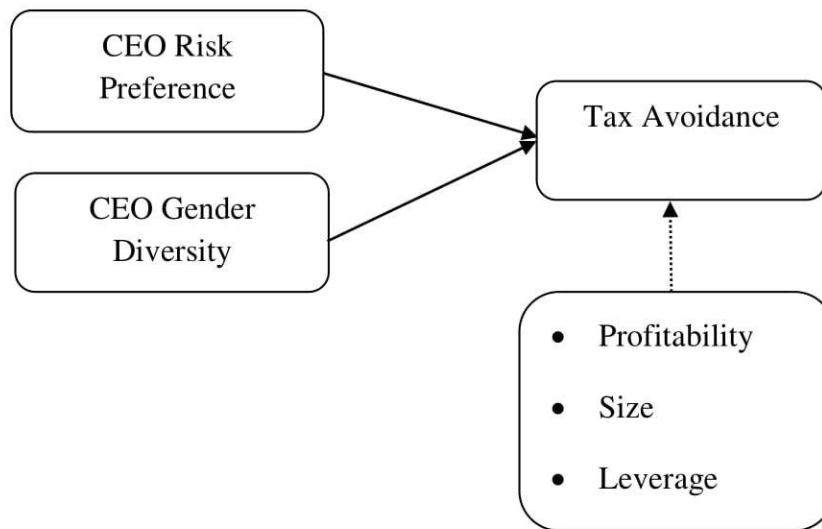 CEO Risk
Preference
Tax Avoidance
CEO Gender
Diversity
• Profitability
• Size
• Leverage